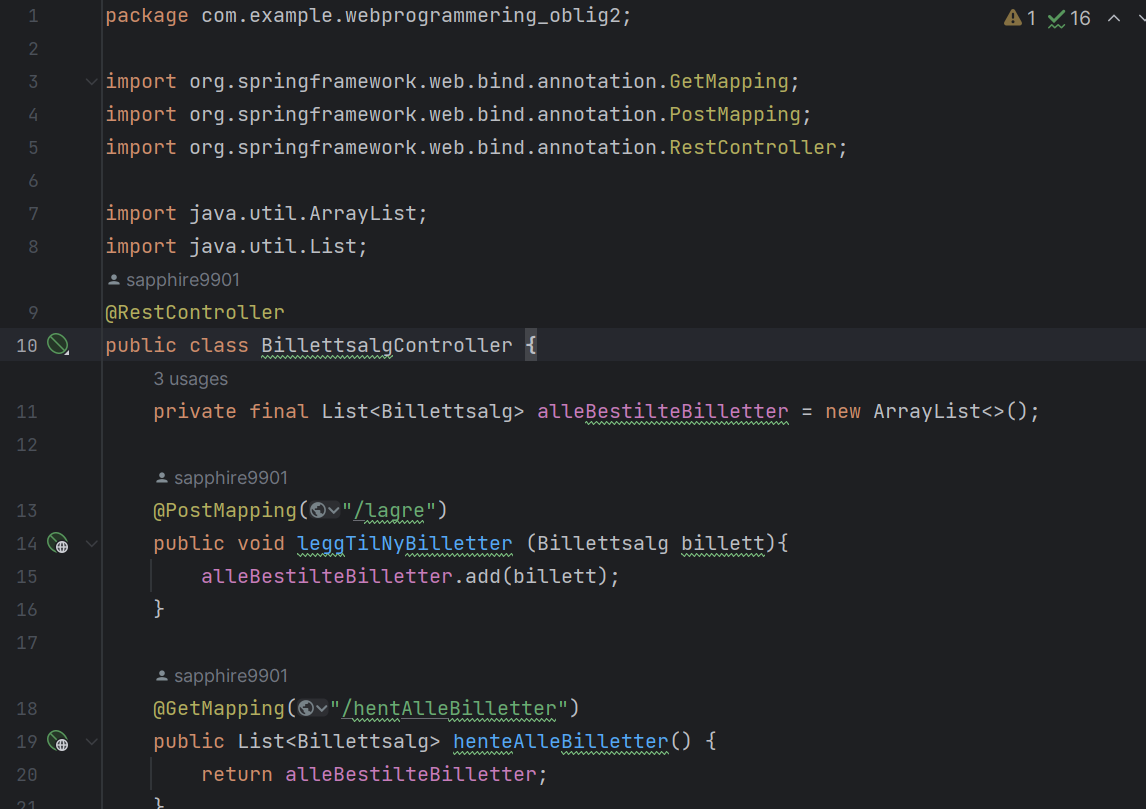 1 package com.example.webprogrammering_oblig2;
1 16
2
3 import org.springframework.web.bind.annotation.GetMapping;
4 import org.springframework.web.bind.annotation.PostMapping;
5 import org.springframework.web.bind.annotation.RestController;
6
7 import java.util.ArrayList;
8 import java.util.List;
sapphire9901
9 @RestController
10 public class BillettsalgController {
3 usages
11 private final List<Billettsalg> alleBestilteBilletter = new ArrayList<>();
12
sapphire9901
13 @PostMapping("/lagre")
14 public void leggTilNyBilletter (Billettsalg billett){
15 alleBestilteBilletter.add(billett);
16 }
17
sapphire9901
18 @GetMapping("/hentAlleBilletter")
19 public List<Billettsalg> henteAlleBilletter() {
20 return alleBestilteBilletter;
21 }